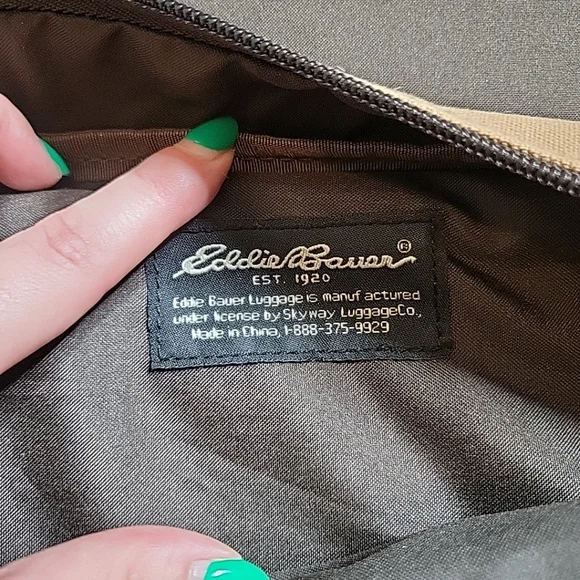 Eddie Bauer®
EST. 1920
Eddie Bauer Luggage is manuf actured
under license by Skyway LuggageCo.,
Made in China, 1-888-375-9929